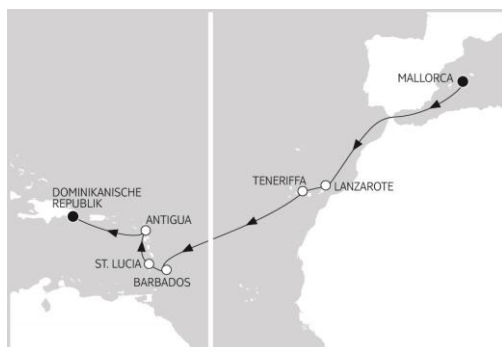 MALLORCA
TENERIFFA
LANZAROTE
DOMINIKANISCHE
REPUBLIK
ANTIGUA
ST. LUCIA
BARBADOS